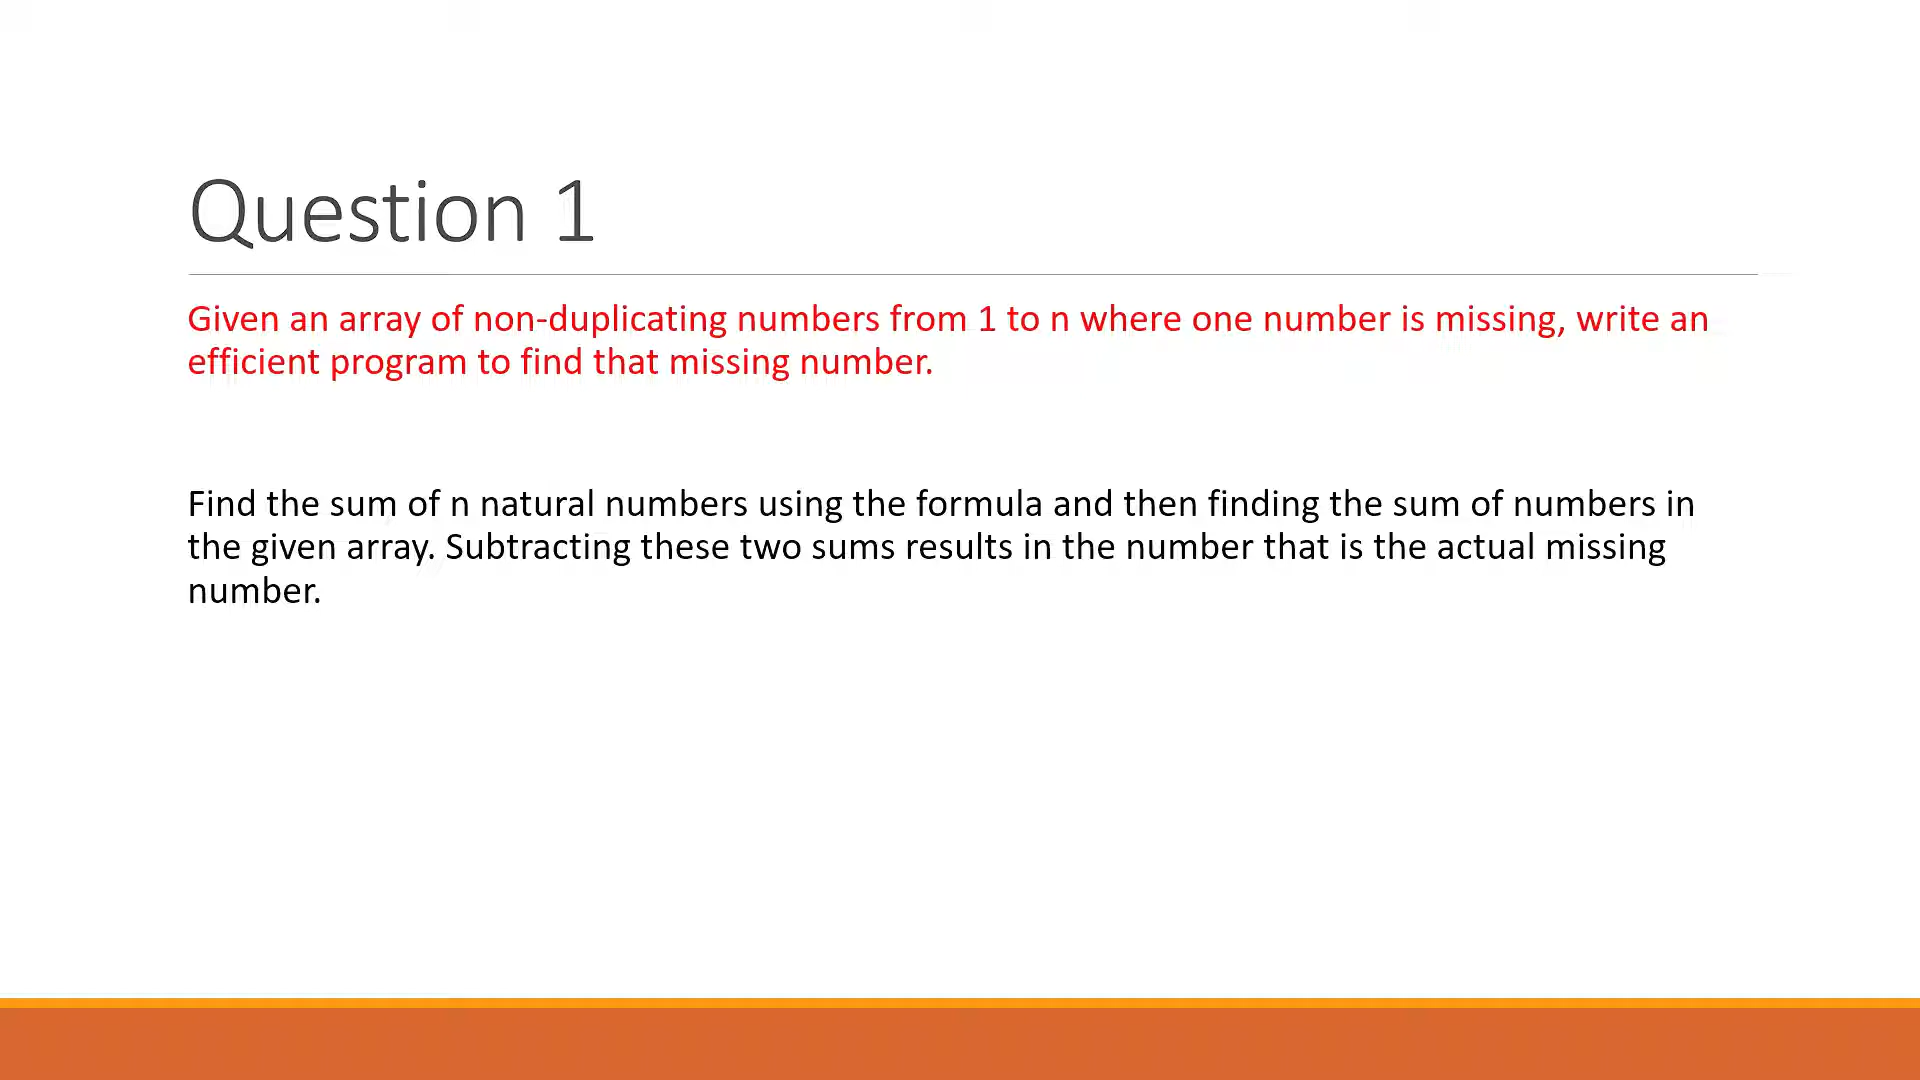 Question 1
Given an array of non-duplicating numbers from 1 to n where one number is missing, write an
efficient program to find that missing number.
Find the sum of n natural numbers using the formula and then finding the sum of numbers in
the given array. Subtracting these two sums results in the number that is the actual missing
number.